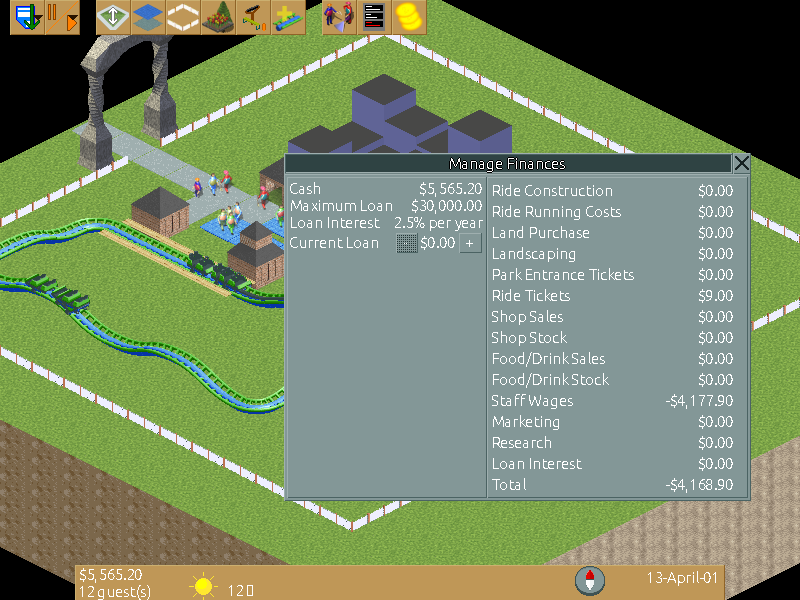 Manage Finances
Cash $5,565.20
Maximum Loan $30,000.00
Loan Interest 2.5% per year
Current Loan $0.00 +
Ride Construction $0.00
Ride Running Costs $0.00
Land Purchase $0.00
Landscaping $0.00
Park Entrance Tickets $0.00
Ride Tickets $9.00
Shop Sales $0.00
Shop Stock $0.00
Food/Drink Sales $0.00
Food/Drink Stock $0.00
Staff Wages -$4,177.90
Marketing $0.00
Research $0.00
Loan Interest $0.00
Total -$4,168.90
$5,565.20
12 guest(s)
12▯
13-April-01